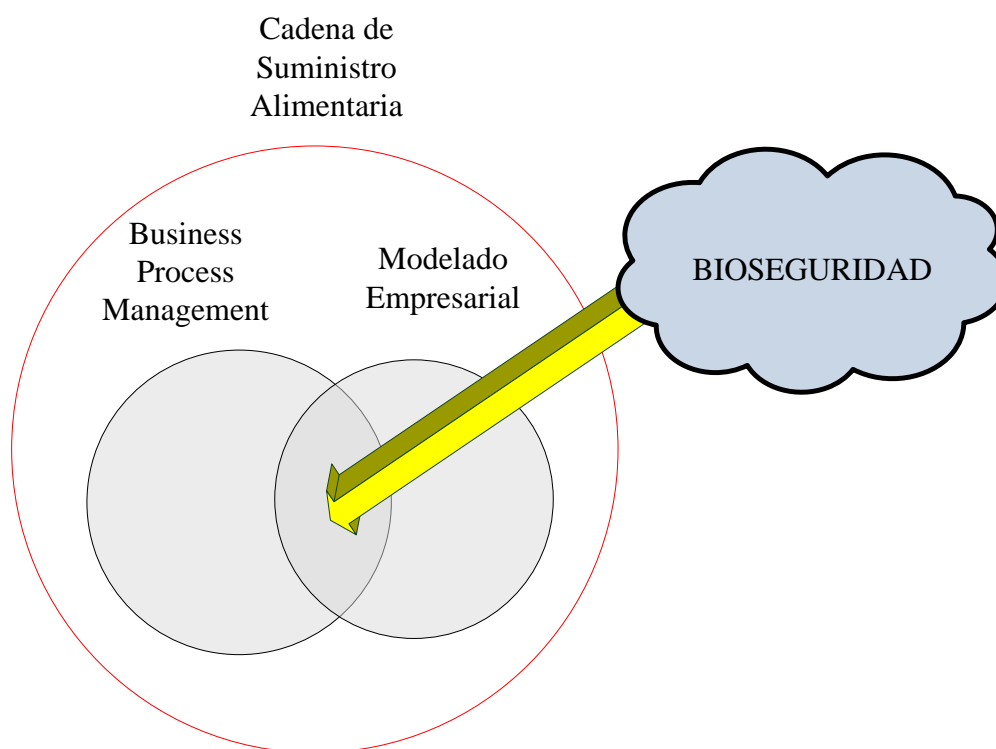 Cadena de
Suministro
Alimentaria
Business
Process
Management
Modelado
Empresarial
BIOSEGURIDAD